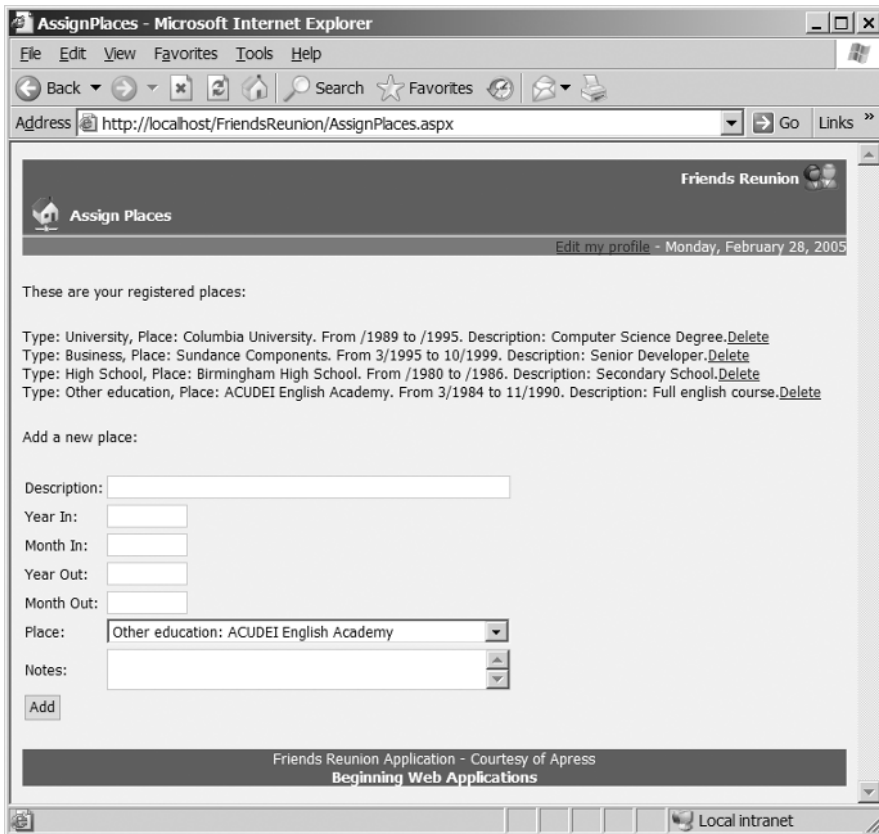 AssignPlaces - Microsoft Internet Explorer
File Edit View Favorites Tools Help
Back Search Favorites
Address http://localhost/FriendsReunion/AssignPlaces.aspx Go Links »
Friends Reunion
Assign Places
Edit my profile - Monday, February 28, 2005
These are your registered places:
Type: University, Place: Columbia University. From /1989 to /1995. Description: Computer Science Degree.Delete
Type: Business, Place: Sundance Components. From 3/1995 to 10/1999. Description: Senior Developer.Delete
Type: High School, Place: Birmingham High School. From /1980 to /1986. Description: Secondary School.Delete
Type: Other education, Place: ACUDEI English Academy. From 3/1984 to 11/1990. Description: Full english course.Delete
Add a new place:
Description:
Year In:
Month In:
Year Out:
Month Out:
Place: Other education: ACUDEI English Academy
Notes:
Add
Friends Reunion Application - Courtesy of Apress
Beginning Web Applications
Local intranet